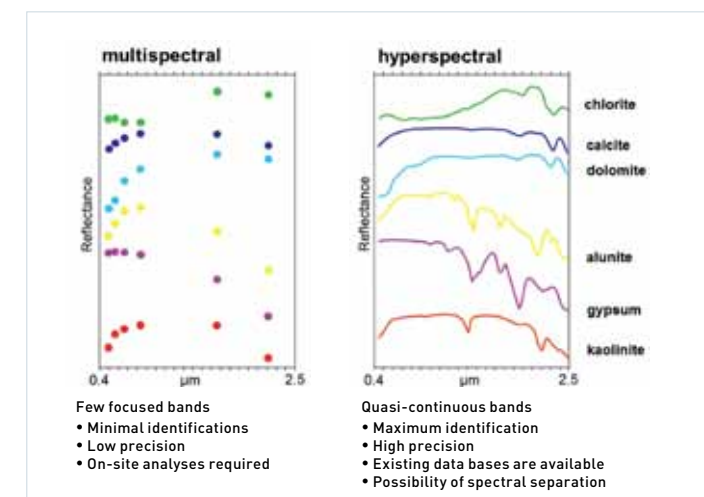 multispectral
Reflectance
0.4 µm 2.5
Few focused bands
• Minimal identifications
• Low precision
• On-site analyses required
hyperspectral
Reflectance
chlorite
calcite
dolomite
alunite
gypsum
kaolinite
0.4 µm 2.5
Quasi-continuous bands
• Maximum identification
• High precision
• Existing data bases are available
• Possibility of spectral separation